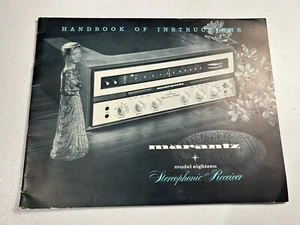 HANDBOOK OF INSTRUCTIONS
marantz
model eighteen
Stereophonic Receiver